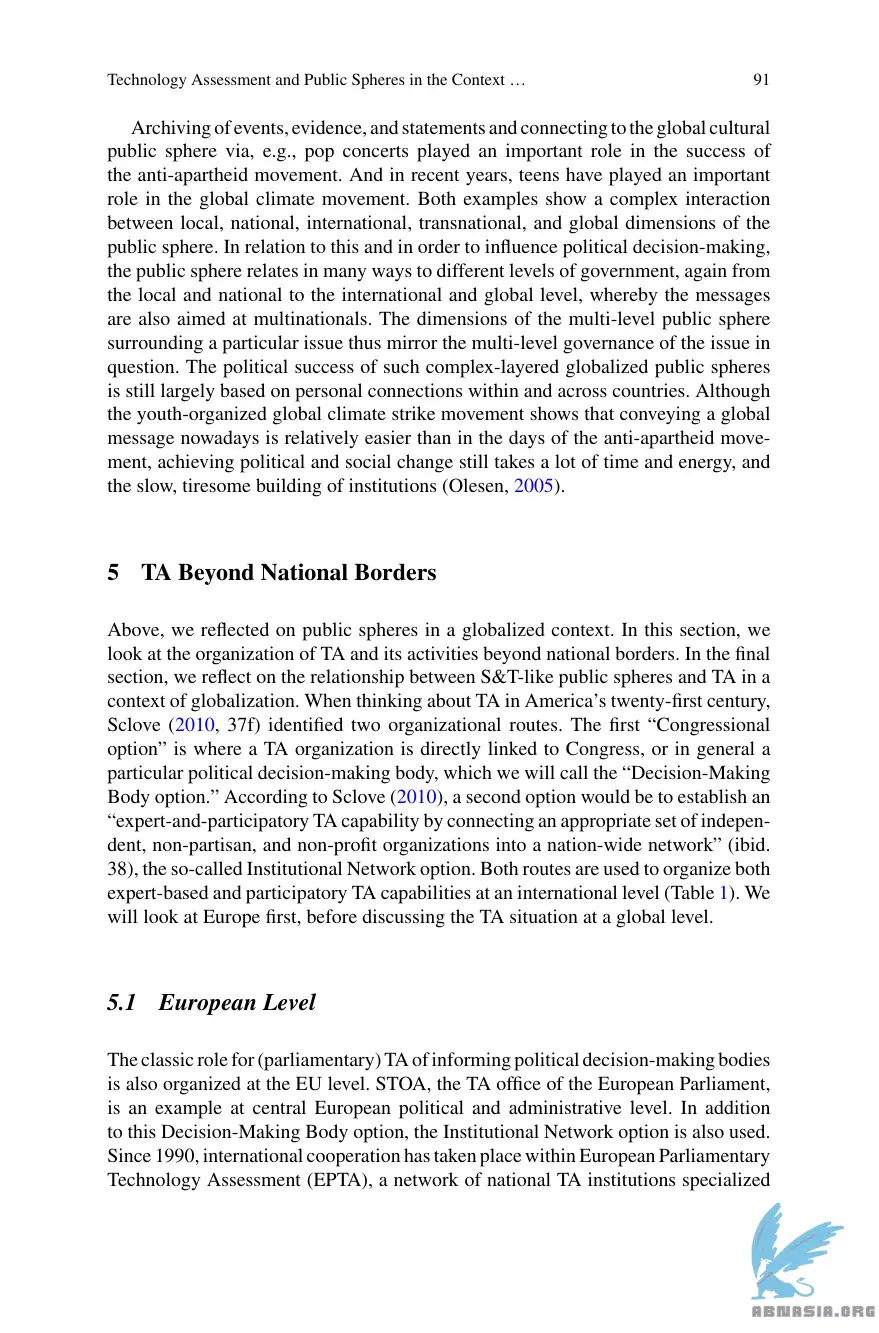 Technology Assessment and Public Spheres in the Context … 91
Archiving of events, evidence, and statements and connecting to the global cultural
public sphere via, e.g., pop concerts played an important role in the success of
the anti-apartheid movement. And in recent years, teens have played an important
role in the global climate movement. Both examples show a complex interaction
between local, national, international, transnational, and global dimensions of the
public sphere. In relation to this and in order to influence political decision-making,
the public sphere relates in many ways to different levels of government, again from
the local and national to the international and global level, whereby the messages
are also aimed at multinationals. The dimensions of the multi-level public sphere
surrounding a particular issue thus mirror the multi-level governance of the issue in
question. The political success of such complex-layered globalized public spheres
is still largely based on personal connections within and across countries. Although
the youth-organized global climate strike movement shows that conveying a global
message nowadays is relatively easier than in the days of the anti-apartheid move-
ment, achieving political and social change still takes a lot of time and energy, and
the slow, tiresome building of institutions (Olesen, 2005).
5 TA Beyond National Borders
Above, we reflected on public spheres in a globalized context. In this section, we
look at the organization of TA and its activities beyond national borders. In the final
section, we reflect on the relationship between S&T-like public spheres and TA in a
context of globalization. When thinking about TA in America's twenty-first century,
Sclove (2010, 37f) identified two organizational routes. The first “Congressional
option” is where a TA organization is directly linked to Congress, or in general a
particular political decision-making body, which we will call the “Decision-Making
Body option.” According to Sclove (2010), a second option would be to establish an
“expert-and-participatory TA capability by connecting an appropriate set of indepen-
dent, non-partisan, and non-profit organizations into a nation-wide network” (ibid.
38), the so-called Institutional Network option. Both routes are used to organize both
expert-based and participatory TA capabilities at an international level (Table 1). We
will look at Europe first, before discussing the TA situation at a global level.
5.1 European Level
The classic role for (parliamentary) TA of informing political decision-making bodies
is also organized at the EU level. STOA, the TA office of the European Parliament,
is an example at central European political and administrative level. In addition
to this Decision-Making Body option, the Institutional Network option is also used.
Since 1990, international cooperation has taken place within European Parliamentary
Technology Assessment (EPTA), a network of national TA institutions specialized
ABNASIA.ORG